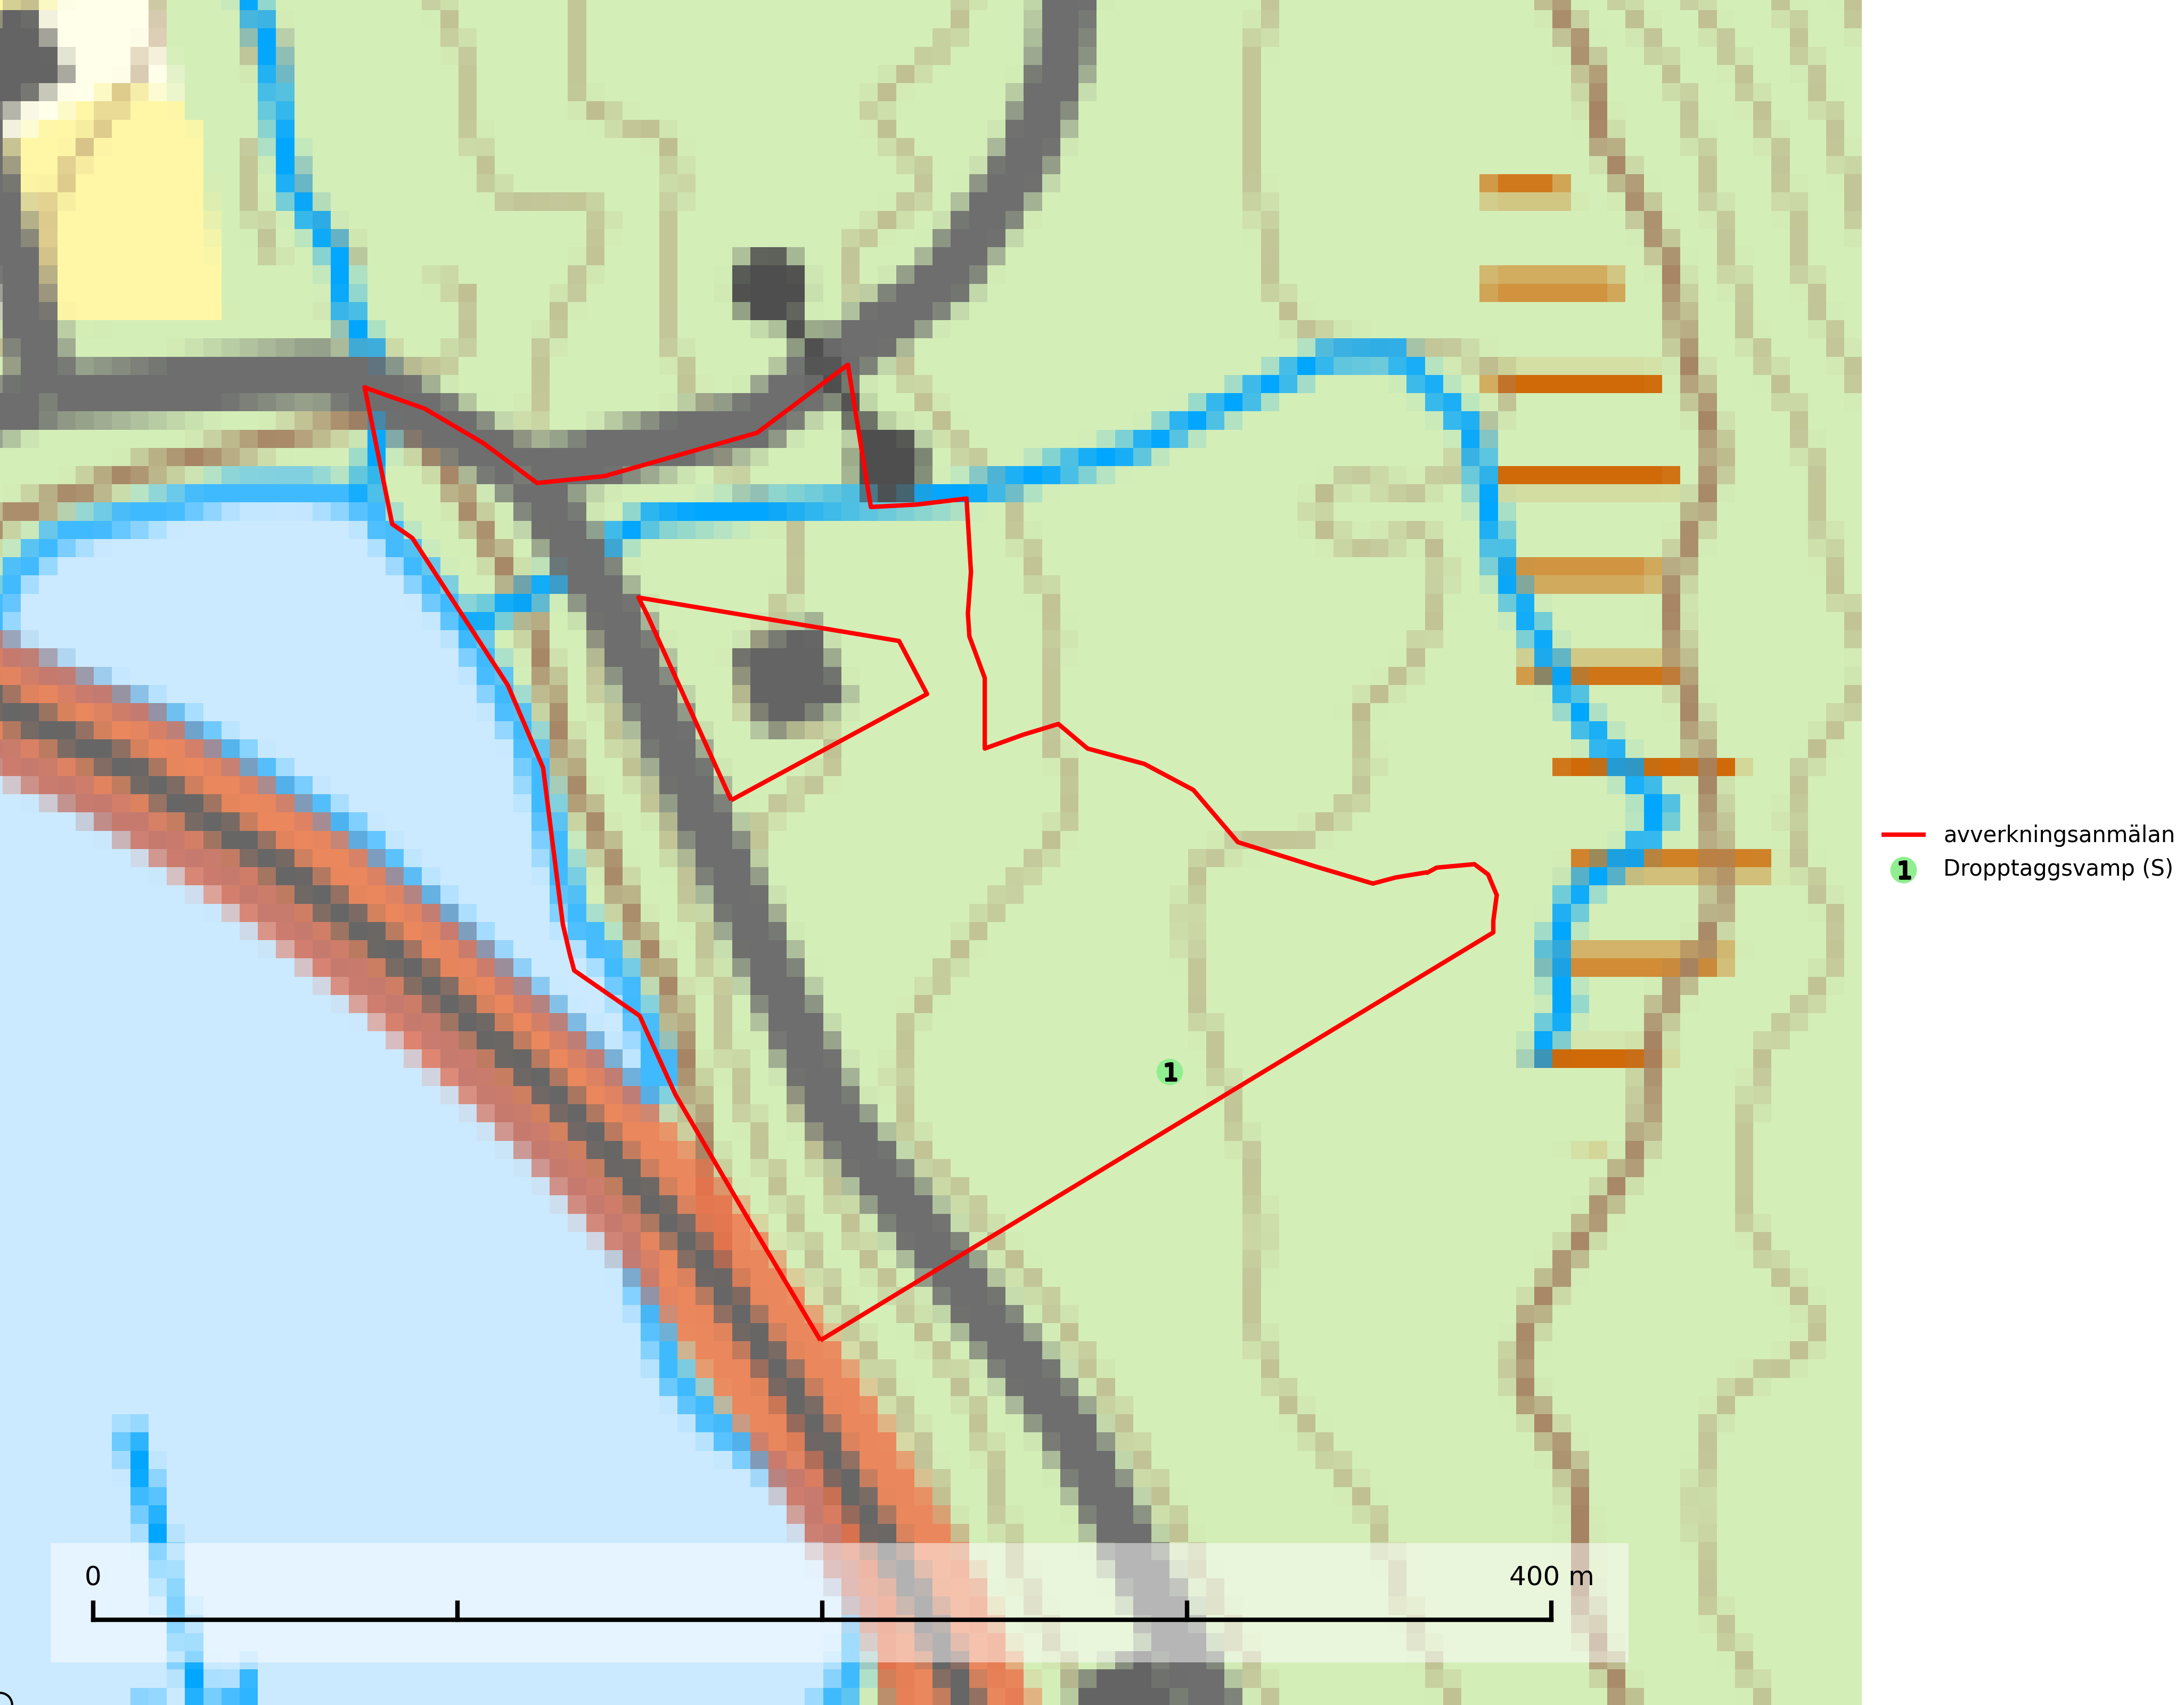 avverkningsanmälan
1 Dropptaggsvamp (S)
1
0 400 m